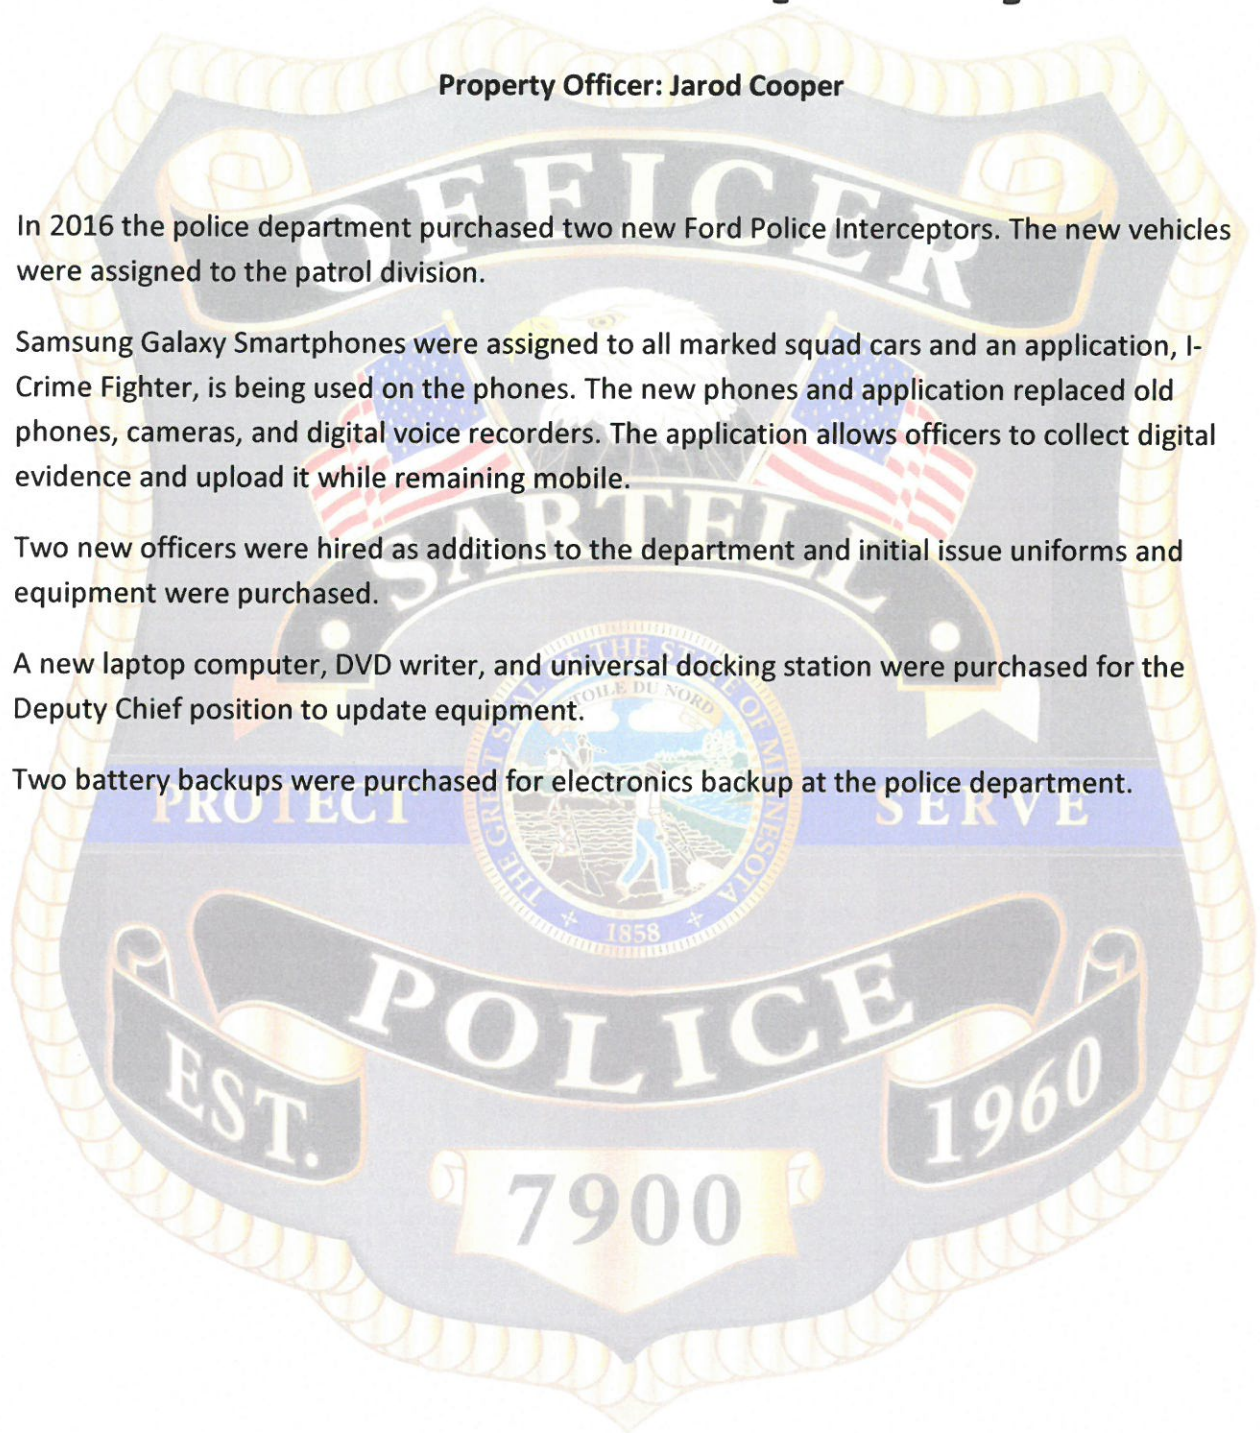 Property Officer: Jarod Cooper
In 2016 the police department purchased two new Ford Police Interceptors. The new vehicles
were assigned to the patrol division.
Samsung Galaxy Smartphones were assigned to all marked squad cars and an application, I-
Crime Fighter, is being used on the phones. The new phones and application replaced old
phones, cameras, and digital voice recorders. The application allows officers to collect digital
evidence and upload it while remaining mobile.
Two new officers were hired as additions to the department and initial issue uniforms and
equipment were purchased.
A new laptop computer, DVD writer, and universal docking station were purchased for the
Deputy Chief position to update equipment.
Two battery backups were purchased for electronics backup at the police department.
OFFICER
SARTELL
THE GREAT SEAL OF THE STATE OF MINNESOTA
L'ETOILE DU NORD
1858
PROTECT SERVE
POLICE
EST. 1960
7900